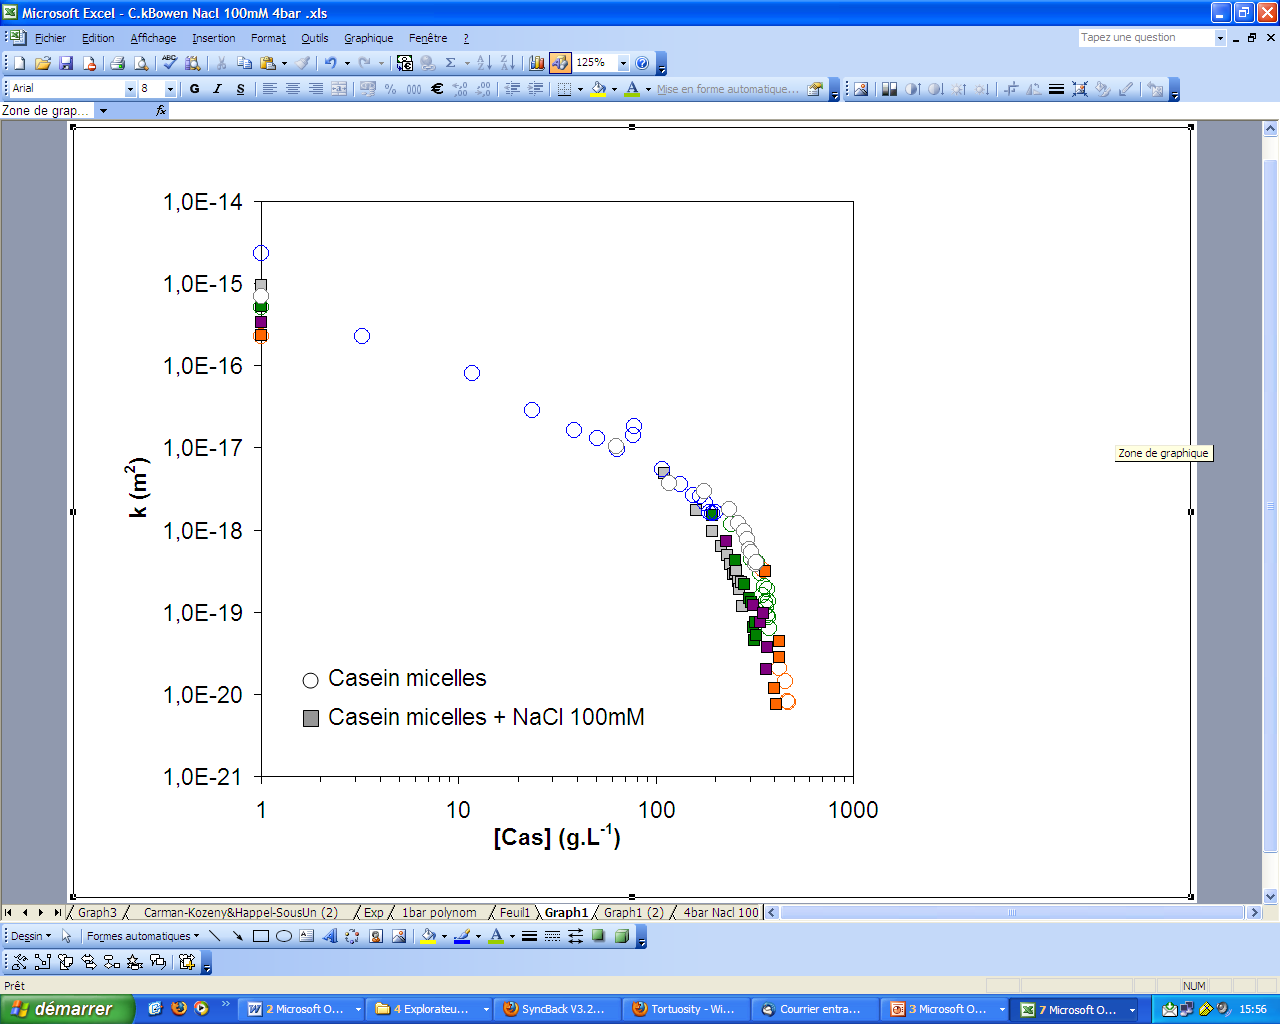 Microsoft Excel - C.kBowen Nacl 100mM 4bar .xls
Fichier Edition Affichage Insertion Format Outils Graphique Fenêtre ? Tapez une question
ABC Σ A Z Z A 125% ?
Arial 8 G I S % 000 € A Mise en forme automatique...
Zone de grap... fx
1,0E-14
1,0E-15
1,0E-16
1,0E-17
1,0E-18
1,0E-19
1,0E-20
1,0E-21
k (m²)
Zone de graphique
Casein micelles
Casein micelles + NaCl 100mM
1 10 100 1000
[Cas] (g.L⁻¹)
Graph3 Carman-Kozeny&Happel-SousUn (2) Exp 1bar polynom Feuil1 Graph1 Graph1 (2) 4bar Nacl 100
Dessin Formes automatiques A A
Prêt NUM
démarrer » 2 Microsoft O... 4 Explorateu... SyncBack V3.2... Tortuosity - Wi... Courrier entra... 3 Microsoft O... 7 Microsoft O... 15:56